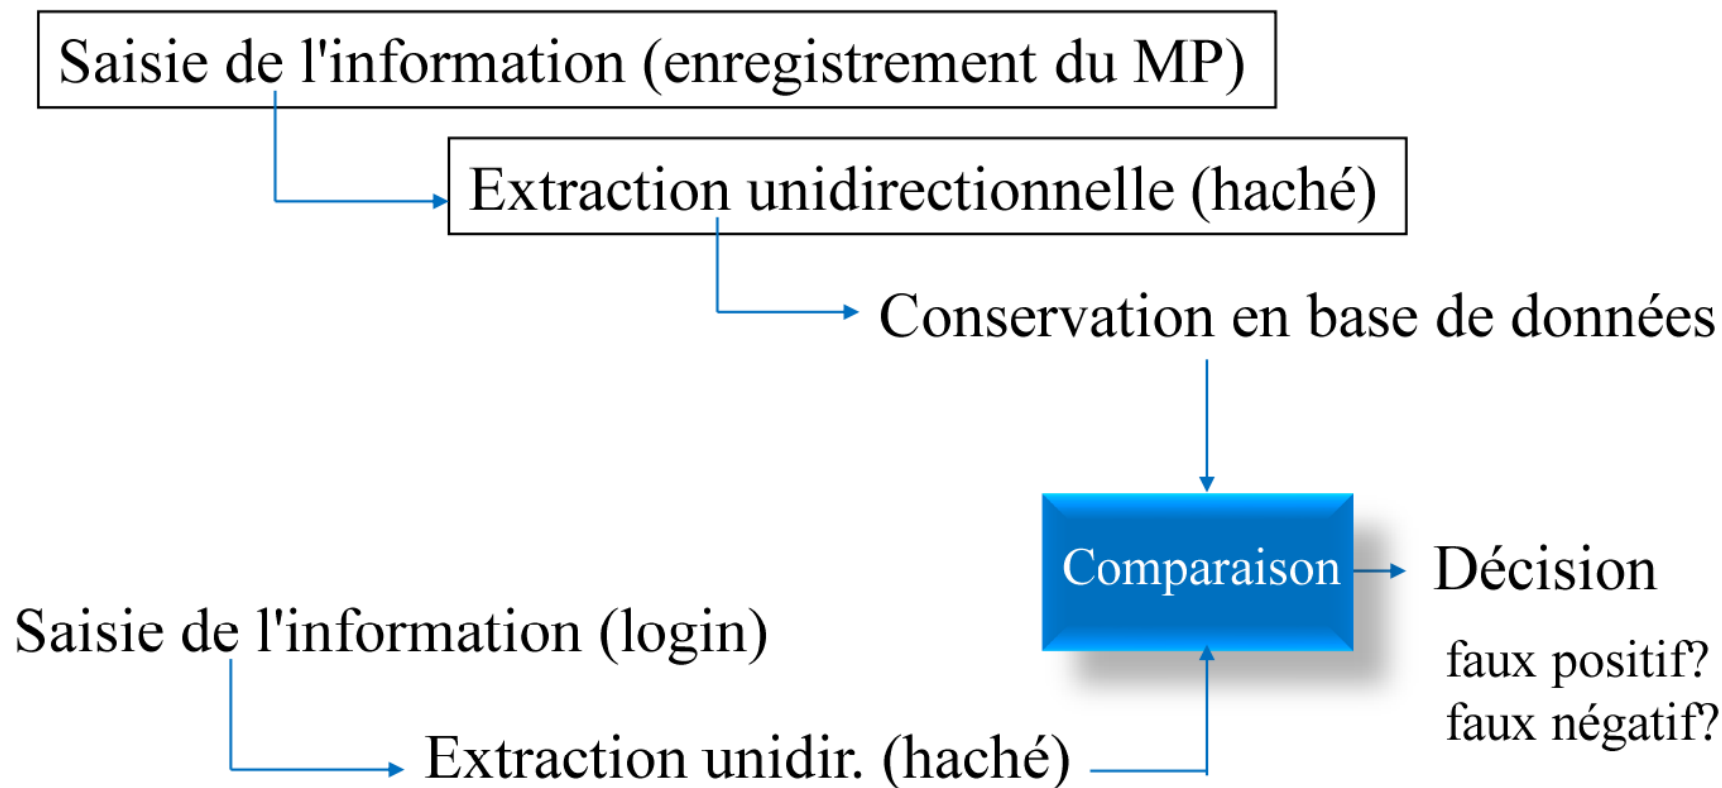 Saisie de l'information (enregistrement du MP)
Extraction unidirectionnelle (haché)
Conservation en base de données
Comparaison
Décision
Saisie de l'information (login)
faux positif?
faux négatif?
Extraction unidir. (haché)